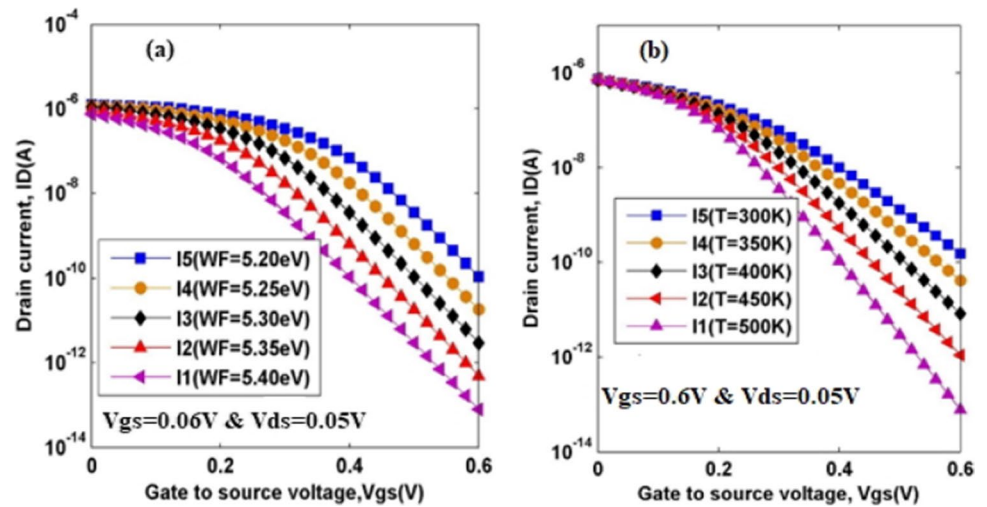 (a)
Drain current, ID(A)
10-4
10-6
10-8
10-10
10-12
10-14
I5(WF=5.20eV)
I4(WF=5.25eV)
I3(WF=5.30eV)
I2(WF=5.35eV)
I1(WF=5.40eV)
Vgs=0.06V & Vds=0.05V
0 0.2 0.4 0.6
Gate to source voltage,Vgs(V)
(b)
Drain current, ID(A)
10-6
10-8
10-10
10-12
10-14
I5(T=300K)
I4(T=350K)
I3(T=400K)
I2(T=450K)
I1(T=500K)
Vgs=0.6V & Vds=0.05V
0 0.2 0.4 0.6
Gate to source voltage, Vgs(V)